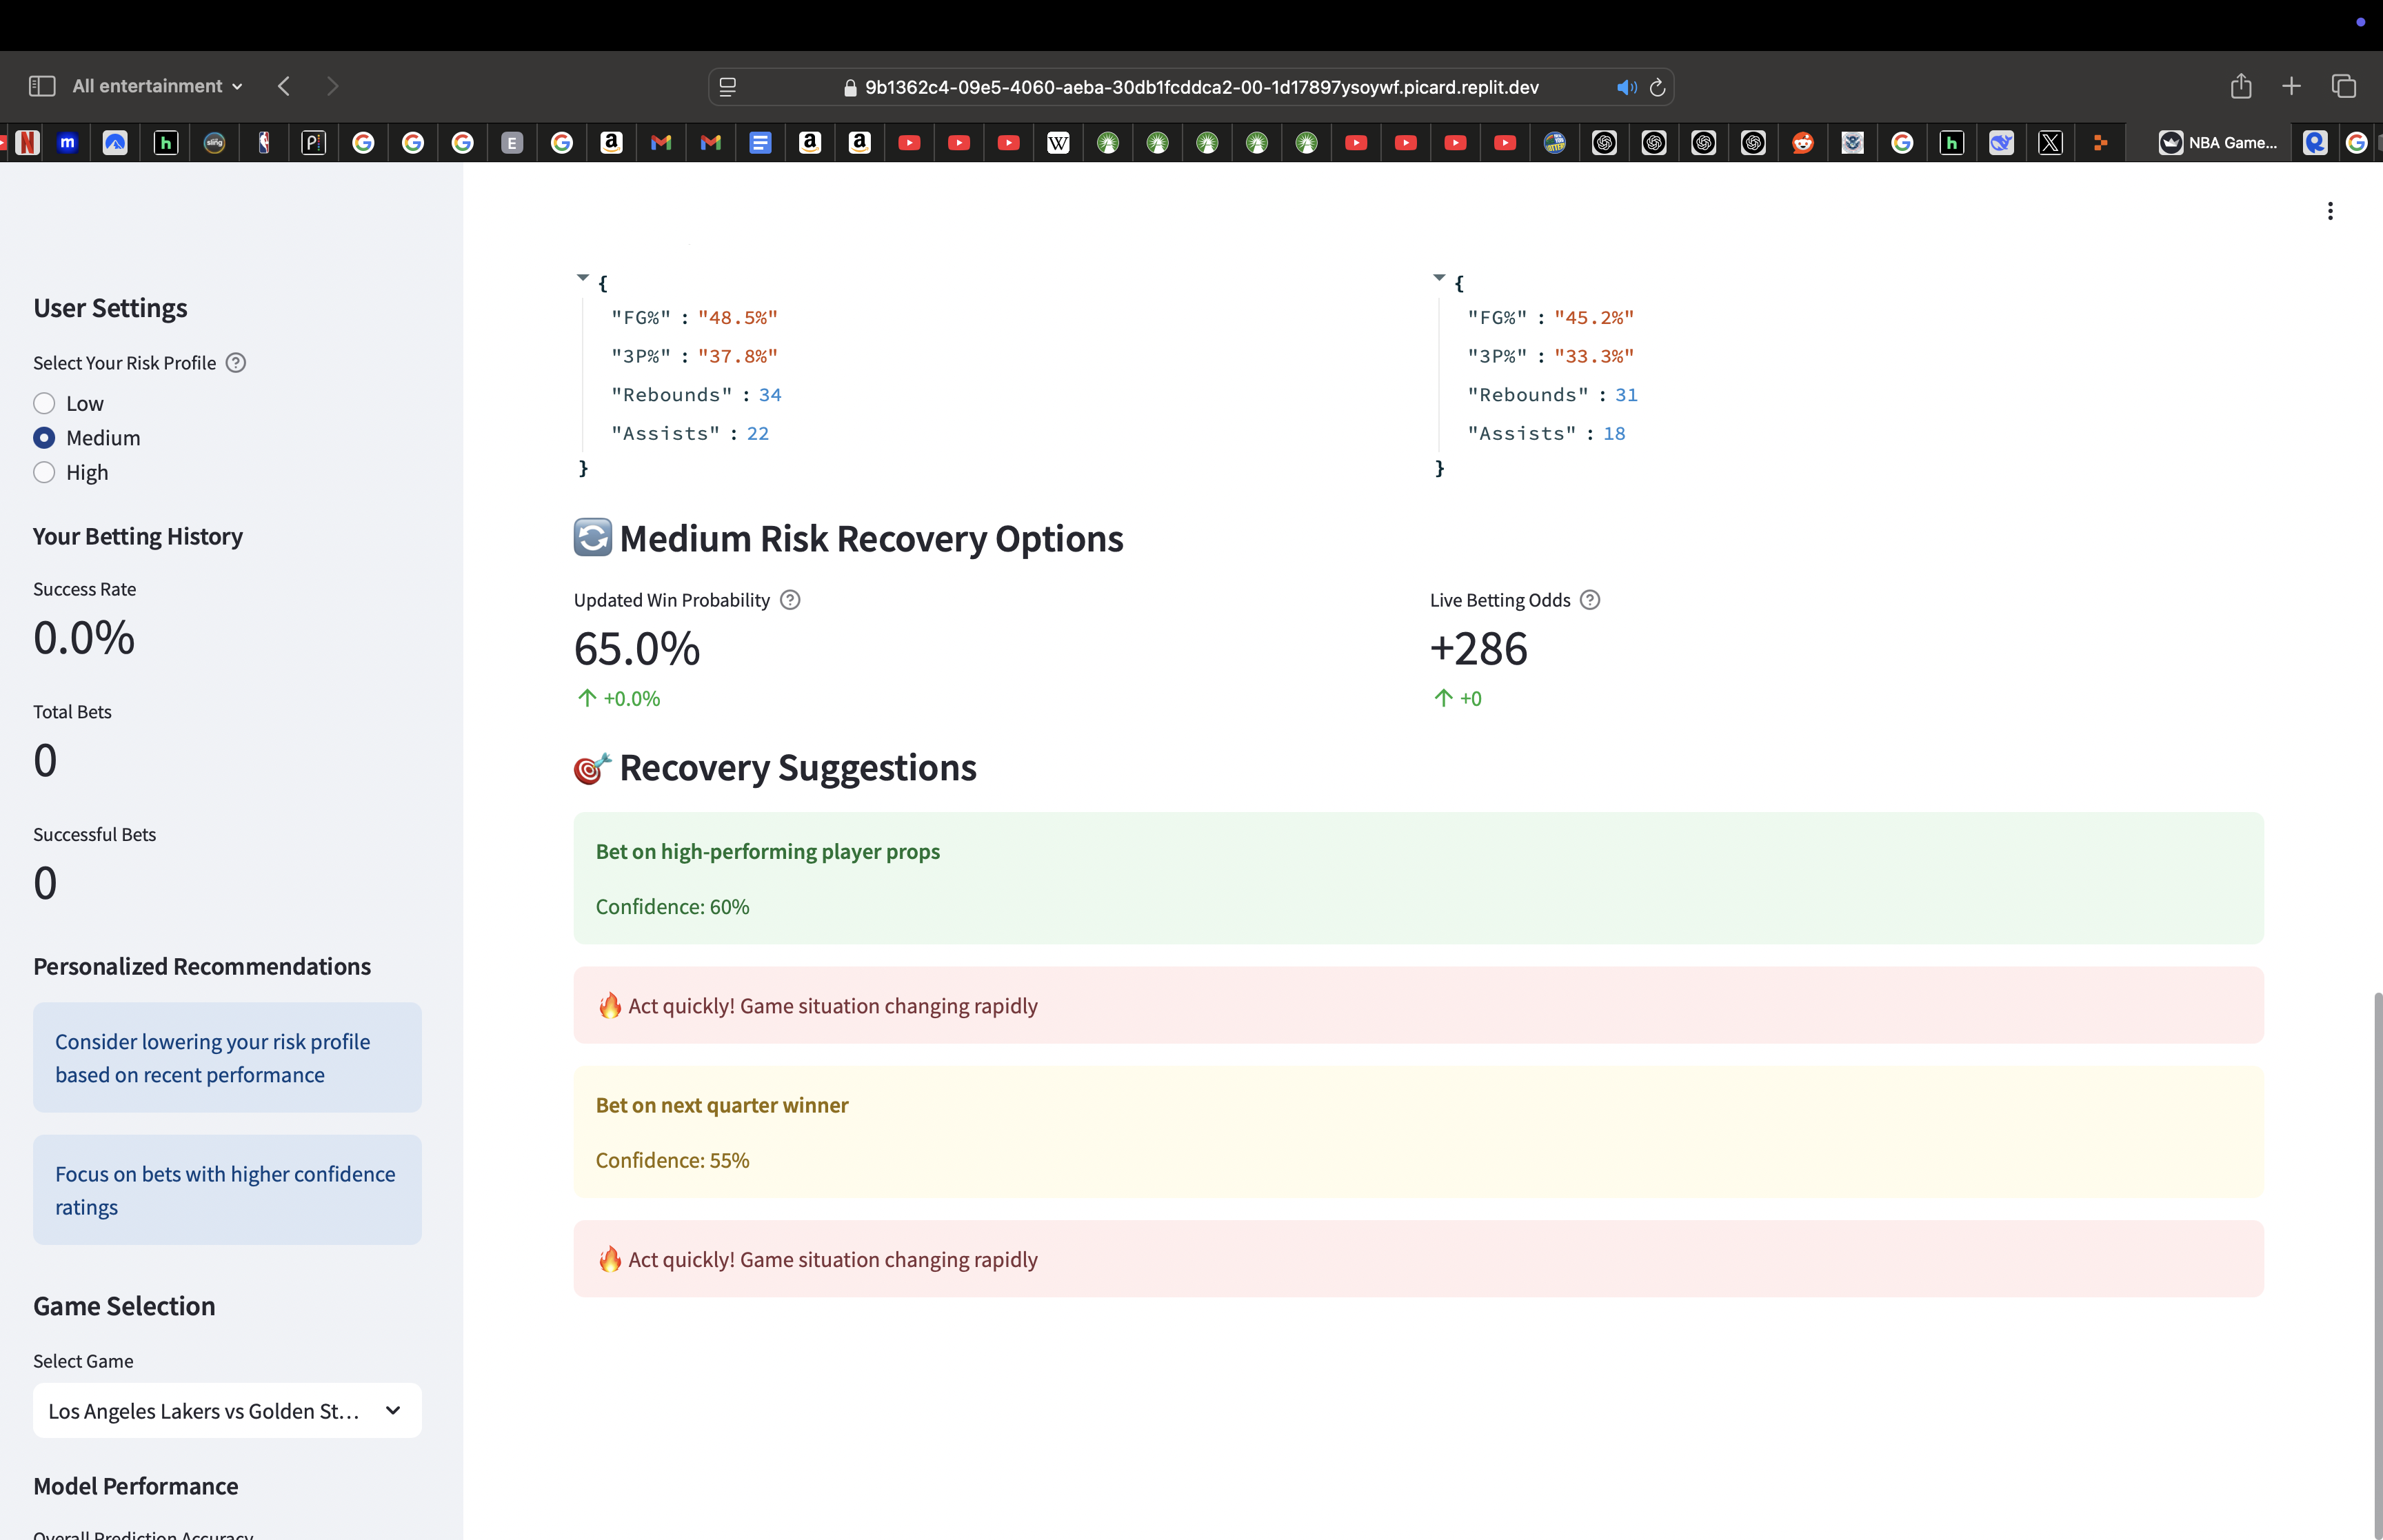 All entertainment
9b1362c4-09e5-4060-aeba-30db1fcddca2-00-1d17897ysoywf.picard.replit.dev
N
m
h
sling
P
E
a
a
a
W
h
X
NBA Game...
User Settings
Select Your Risk Profile ?
Low
Medium
High
Your Betting History
Success Rate
0.0%
Total Bets
0
Successful Bets
0
Personalized Recommendations
Consider lowering your risk profile
based on recent performance
Focus on bets with higher confidence
ratings
Game Selection
Select Game
Los Angeles Lakers vs Golden St...
Model Performance
Overall Prediction Accuracy
{
"FG%" : "48.5%"
"3P%" : "37.8%"
"Rebounds" : 34
"Assists" : 22
}
{
"FG%" : "45.2%"
"3P%" : "33.3%"
"Rebounds" : 31
"Assists" : 18
}
Medium Risk Recovery Options
Updated Win Probability ?
65.0%
+0.0%
Live Betting Odds ?
+286
+0
Recovery Suggestions
Bet on high-performing player props
Confidence: 60%
Act quickly! Game situation changing rapidly
Bet on next quarter winner
Confidence: 55%
Act quickly! Game situation changing rapidly